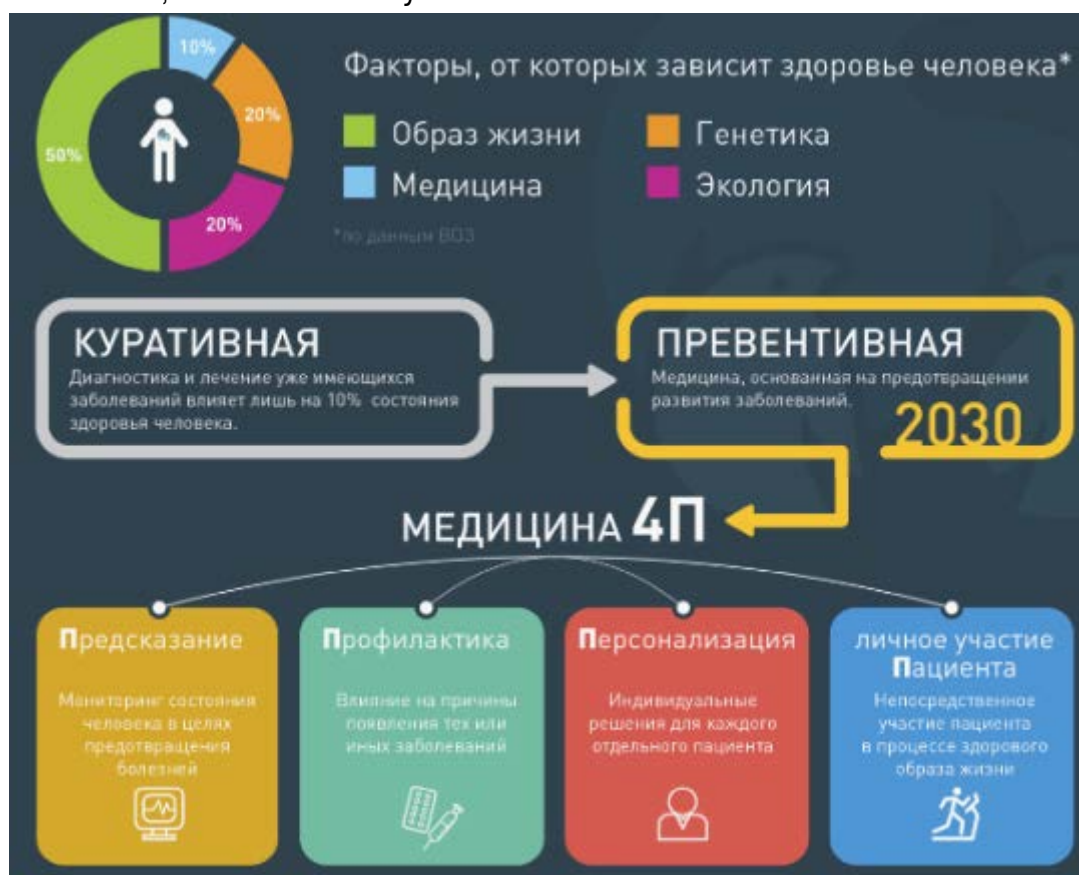 10%
20%
50%
20%
Факторы, от которых зависит здоровье человека*
Образ жизни
Генетика
Медицина
Экология
*по данным ВОЗ
КУРАТИВНАЯ
Диагностика и лечение уже имеющихся
заболеваний влияет лишь на 10% состояния
здоровья человека.
ПРЕВЕНТИВНАЯ
Медицина, основанная на предотвращении
развития заболеваний.
2030
МЕДИЦИНА 4П
Предсказание
Мониторинг состояния
человека в целях
предотвращения
болезней
Профилактика
Влияние на причины
появления тех или
иных заболеваний
Персонализация
Индивидуальные
решения для каждого
отдельного пациента
личное участие
Пациента
Непосредственное
участие пациента
в процессе здорового
образа жизни